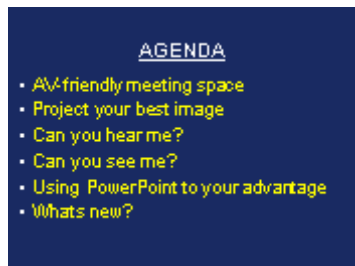 AGENDA
• AV-friendly meeting space
• Project your best image
• Can you hear me?
• Can you see me?
• Using PowerPoint to your advantage
• Whats new?